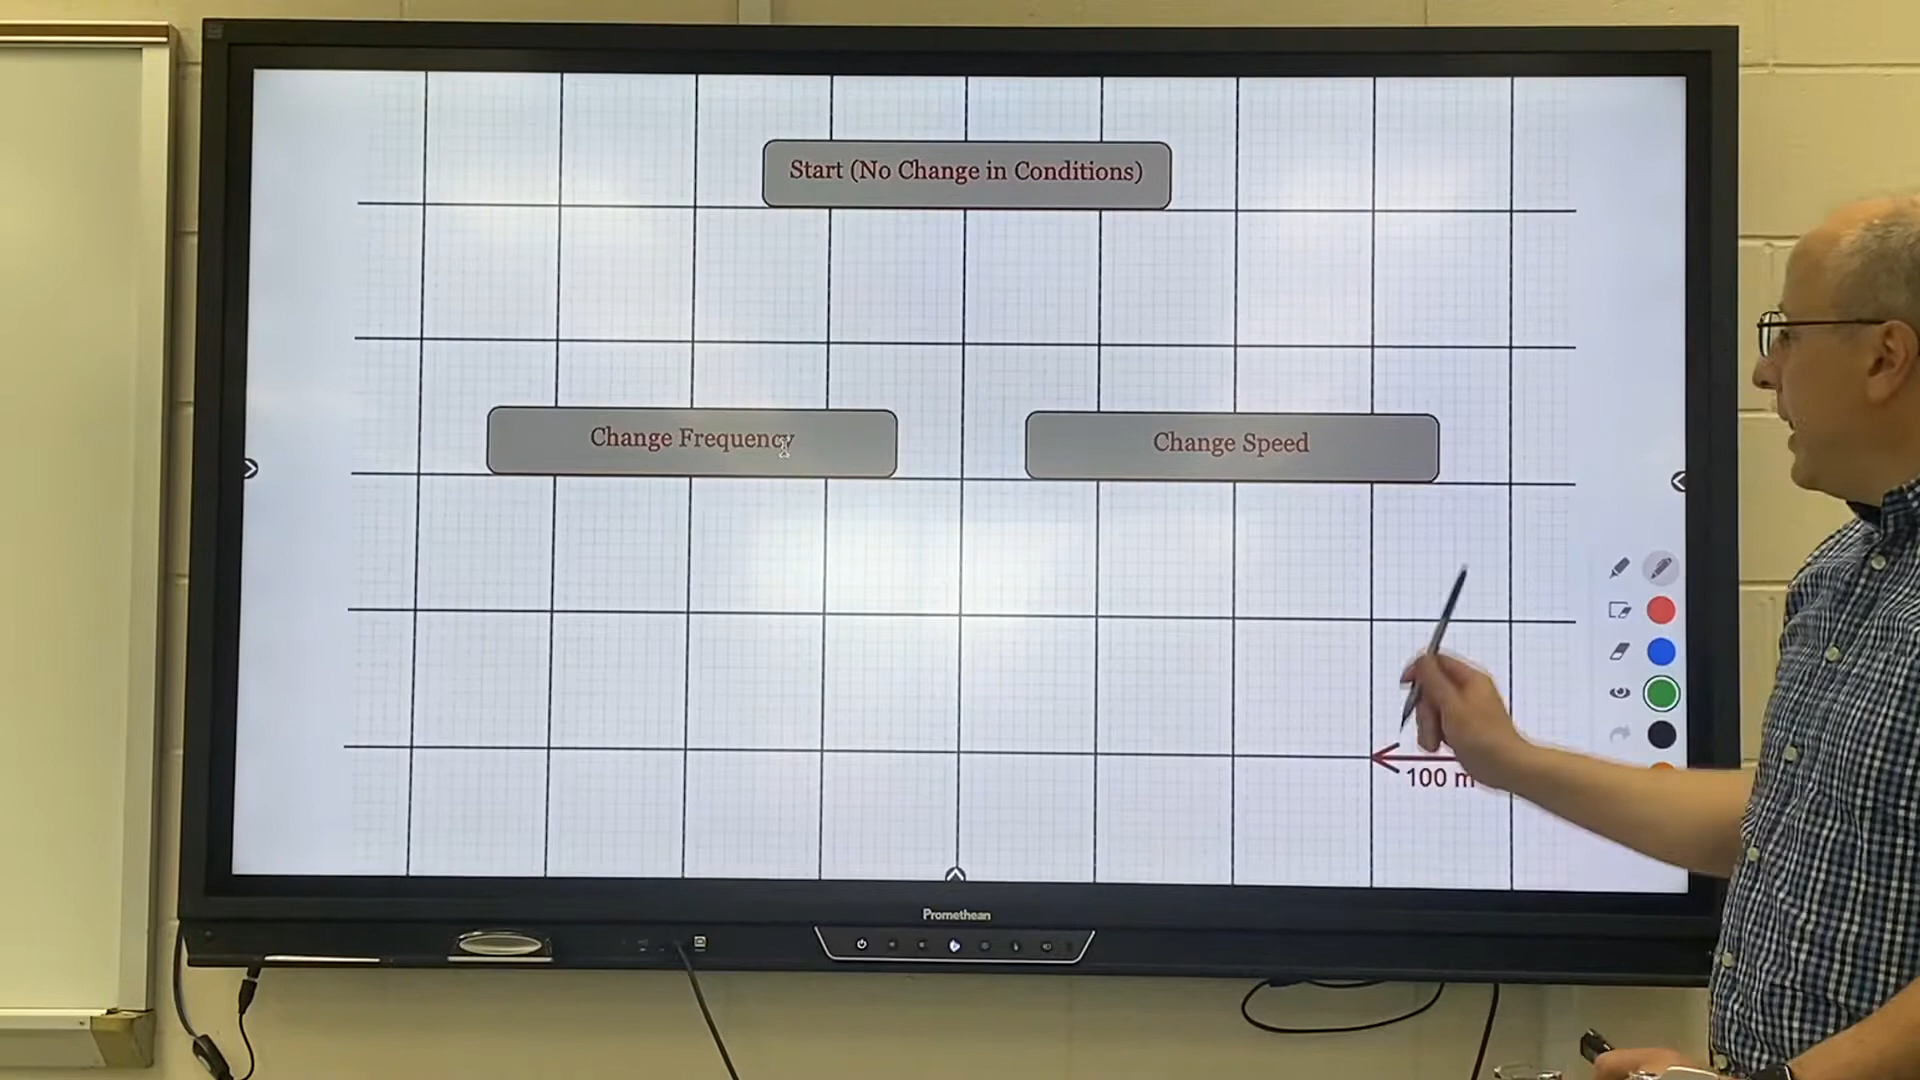 Start (No Change in Conditions)
Change Frequency
Change Speed
100 m
Promethean